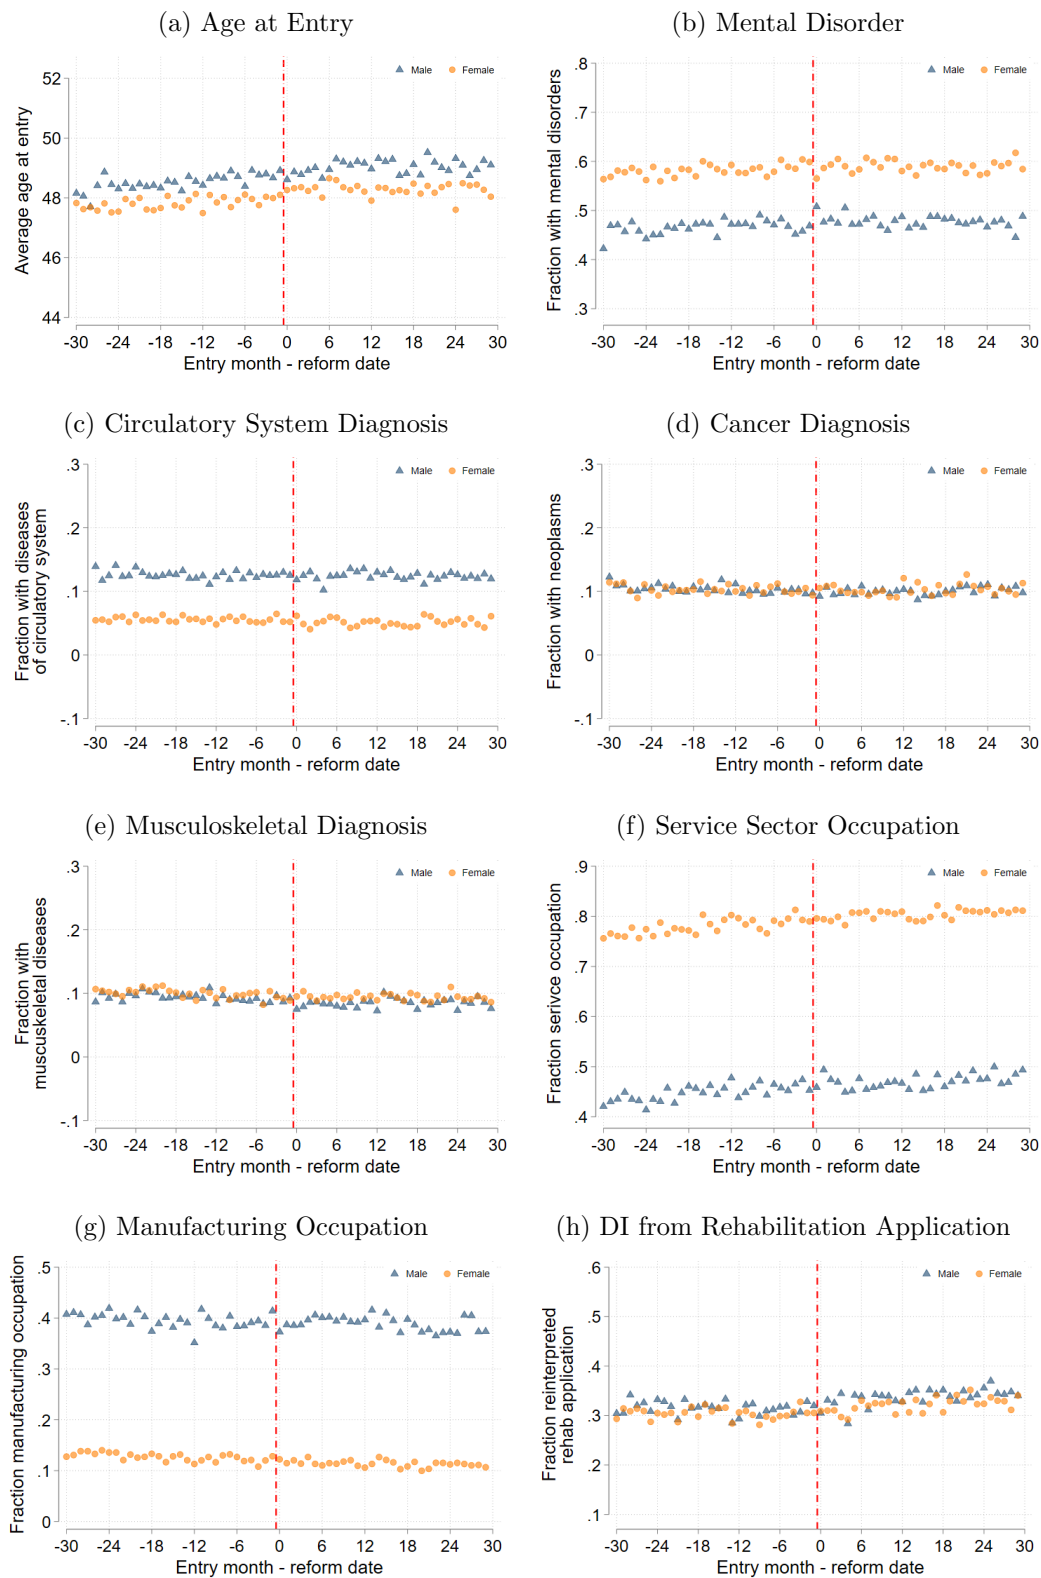 (a) Age at Entry
Male Female
52
50
48
46
44
Average age at entry
-30 -24 -18 -12 -6 0 6 12 18 24 30
Entry month - reform date
(b) Mental Disorder
Male Female
.8
.7
.6
.5
.4
.3
Fraction with mental disorders
-30 -24 -18 -12 -6 0 6 12 18 24 30
Entry month - reform date
(c) Circulatory System Diagnosis
Male Female
.3
.2
.1
0
-.1
Fraction with diseases
of circulatory system
-30 -24 -18 -12 -6 0 6 12 18 24 30
Entry month - reform date
(d) Cancer Diagnosis
Male Female
.3
.2
.1
0
-.1
Fraction with neoplasms
-30 -24 -18 -12 -6 0 6 12 18 24 30
Entry month - reform date
(e) Musculoskeletal Diagnosis
Male Female
.3
.2
.1
0
-.1
Fraction with
muscuskeletal diseases
-30 -24 -18 -12 -6 0 6 12 18 24 30
Entry month - reform date
(f) Service Sector Occupation
Male Female
.9
.8
.7
.6
.5
.4
Fraction serivce occupation
-30 -24 -18 -12 -6 0 6 12 18 24 30
Entry month - reform date
(g) Manufacturing Occupation
Male Female
.5
.4
.3
.2
.1
0
Fraction manufacturing occupation
-30 -24 -18 -12 -6 0 6 12 18 24 30
Entry month - reform date
(h) DI from Rehabilitation Application
Male Female
.6
.5
.4
.3
.2
.1
Fraction reinterpreted
rehab application
-30 -24 -18 -12 -6 0 6 12 18 24 30
Entry month - reform date